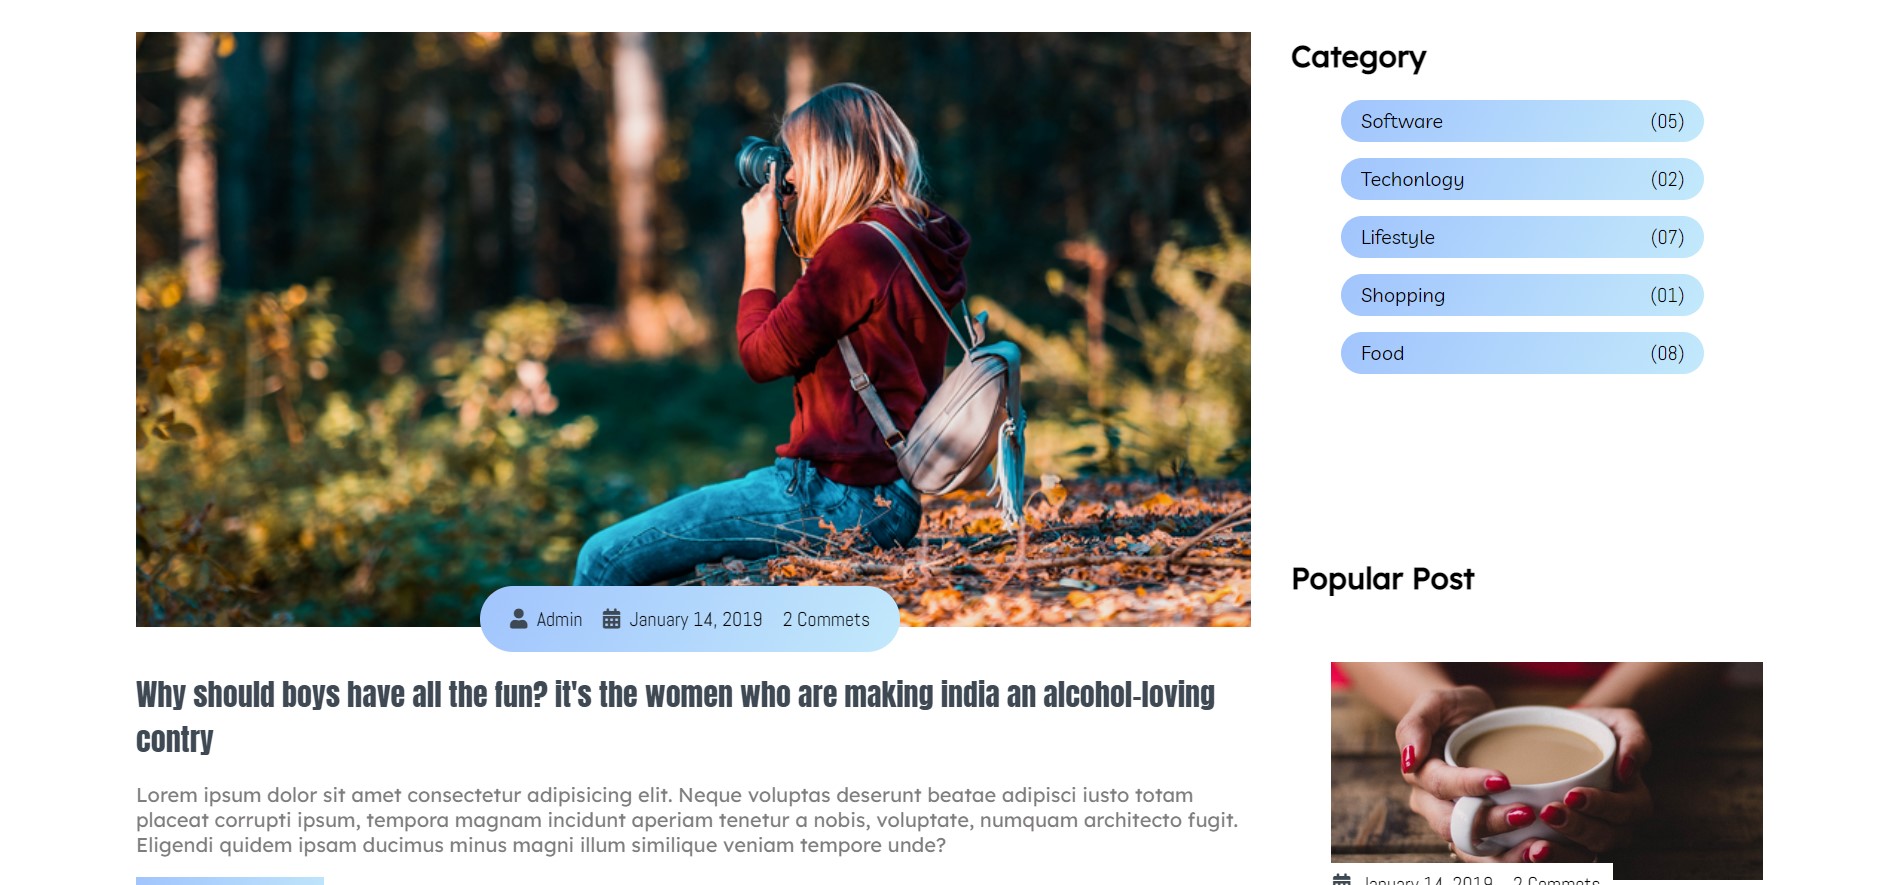 Category
Software (05)
Techonlogy (02)
Lifestyle (07)
Shopping (01)
Food (08)
Admin January 14, 2019 2 Commets
Why should boys have all the fun? it's the women who are making india an alcohol-loving
contry
Lorem ipsum dolor sit amet consectetur adipisicing elit. Neque voluptas deserunt beatae adipisci iusto totam
placeat corrupti ipsum, tempora magnam incidunt aperiam tenetur a nobis, voluptate, numquam architecto fugit.
Eligendi quidem ipsam ducimus minus magni illum similique veniam tempore unde?
Popular Post
January 14, 2019 2 Commets